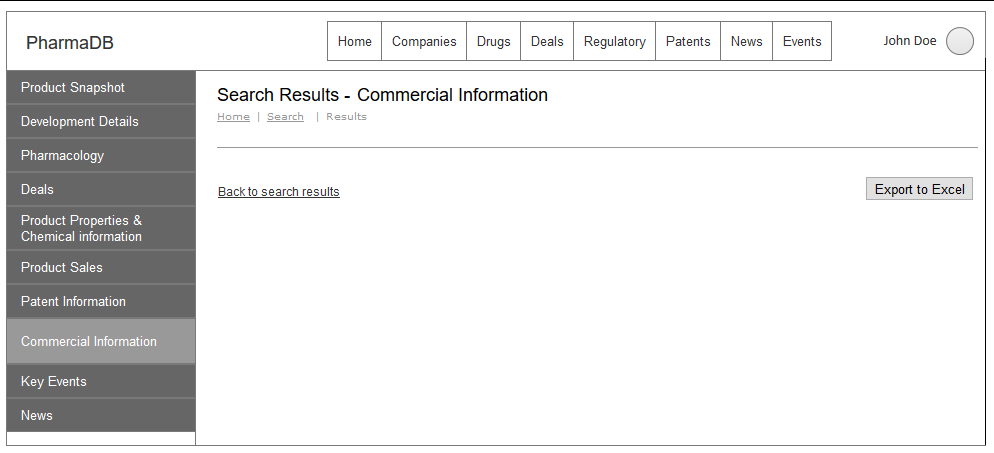 PharmaDB
Home Companies Drugs Deals Regulatory Patents News Events
John Doe
Product Snapshot
Development Details
Pharmacology
Deals
Product Properties &
Chemical information
Product Sales
Patent Information
Commercial Information
Key Events
News
Search Results - Commercial Information
Home | Search | Results
Back to search results
Export to Excel